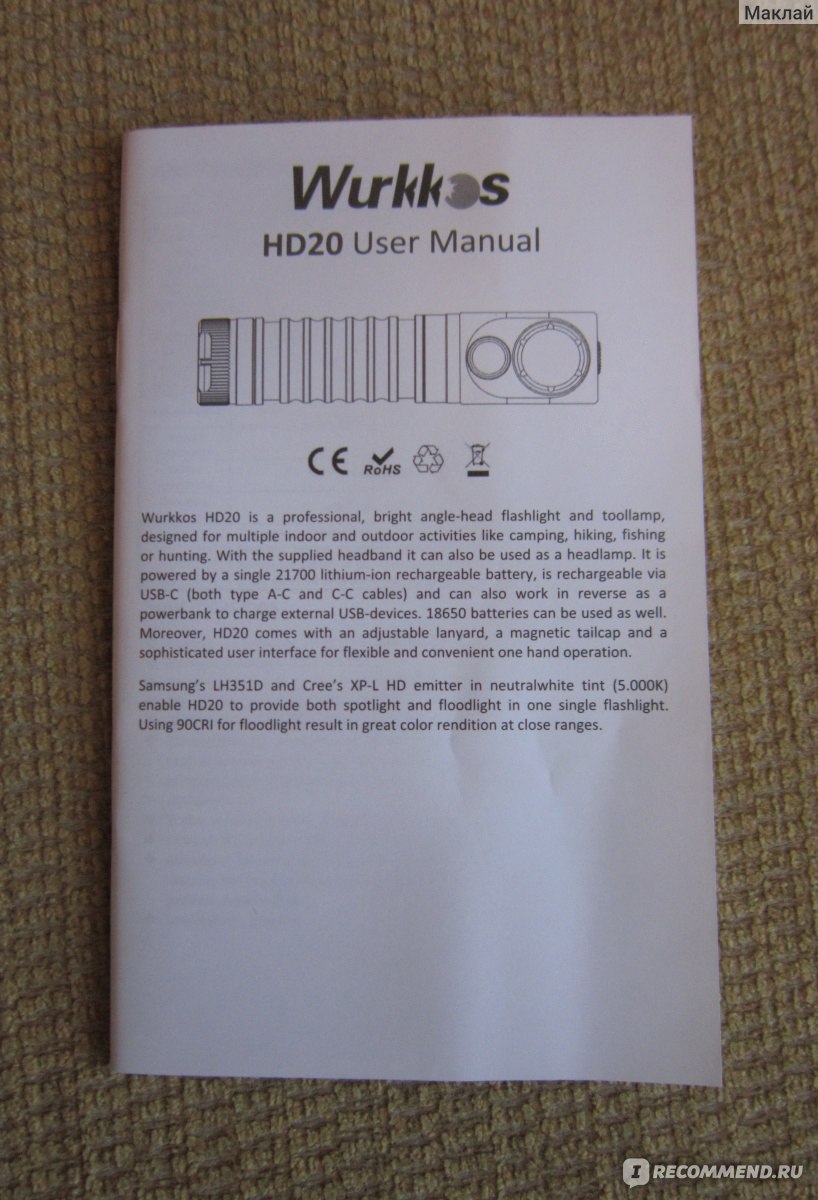 Маклай
Wurkkos
HD20 User Manual
CE
RoHS
Wurkkos HD20 is a professional, bright angle-head flashlight and toollamp,
designed for multiple indoor and outdoor activities like camping, hiking, fishing
or hunting. With the supplied headband it can also be used as a headlamp. It is
powered by a single 21700 lithium-ion rechargeable battery, is rechargeable via
USB-C (both type A-C and C-C cables) and can also work in reverse as a
powerbank to charge external USB-devices. 18650 batteries can be used as well.
Moreover, HD20 comes with an adjustable lanyard, a magnetic tailcap and a
sophisticated user interface for flexible and convenient one hand operation.
Samsung's LH351D and Cree's XP-L HD emitter in neutralwhite tint (5.000K)
enable HD20 to provide both spotlight and floodlight in one single flashlight.
Using 90CRI for floodlight result in great color rendition at close ranges.
I RECOMMEND.RU